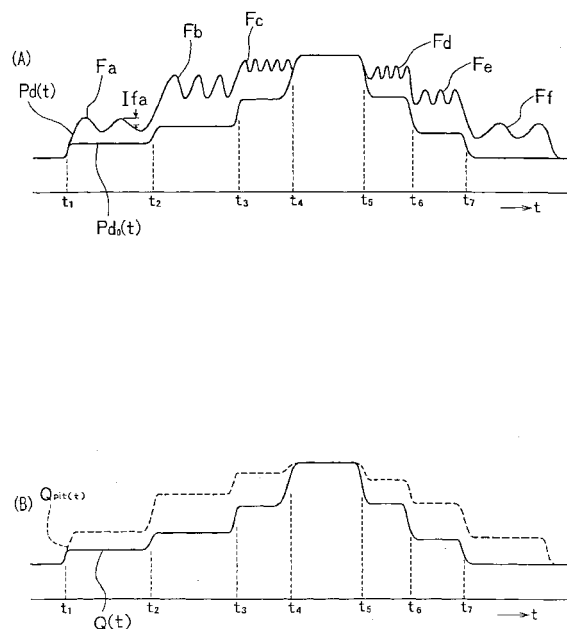 (A)
Fa
Fb
Fc
Fd
Fe
Ff
Ifa
Pd(t)
t₁ t₂ t₃ t₄ t₅ t₆ t₇ → t
Pd₀(t)
(B)
Qpit(t)
t₁ t₂ t₃ t₄ t₅ t₆ t₇ → t
Q(t)